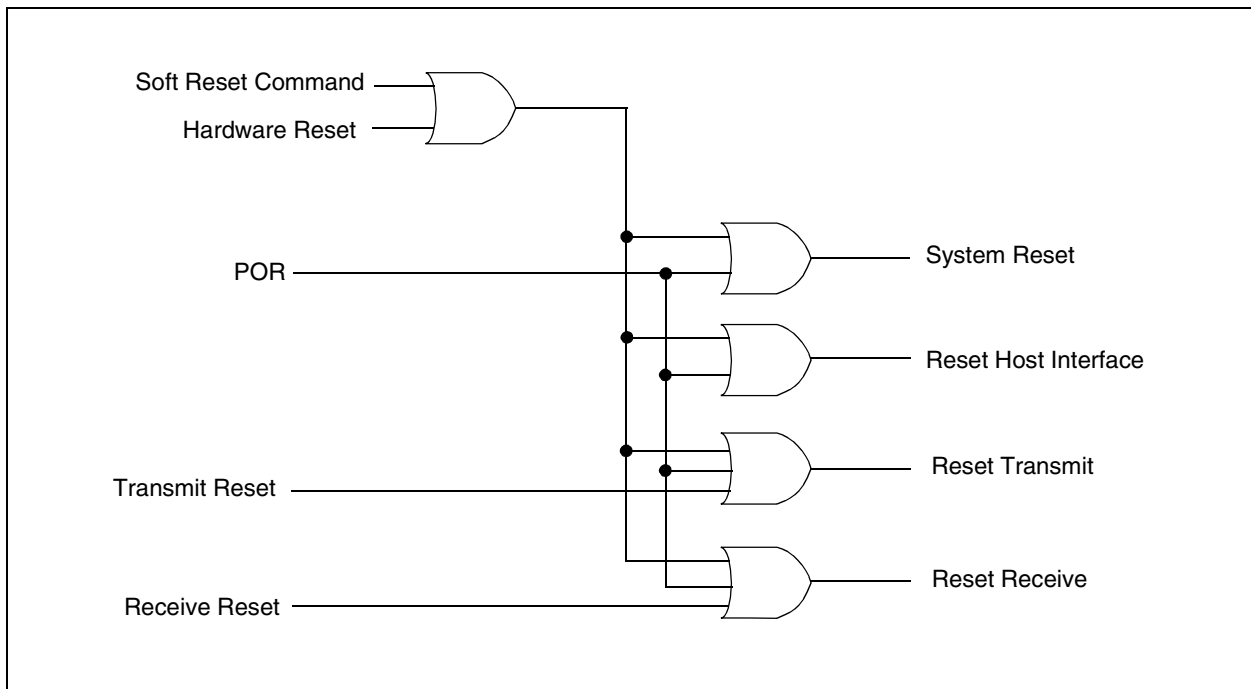 Soft Reset Command
Hardware Reset
System Reset
POR
Reset Host Interface
Reset Transmit
Transmit Reset
Reset Receive
Receive Reset